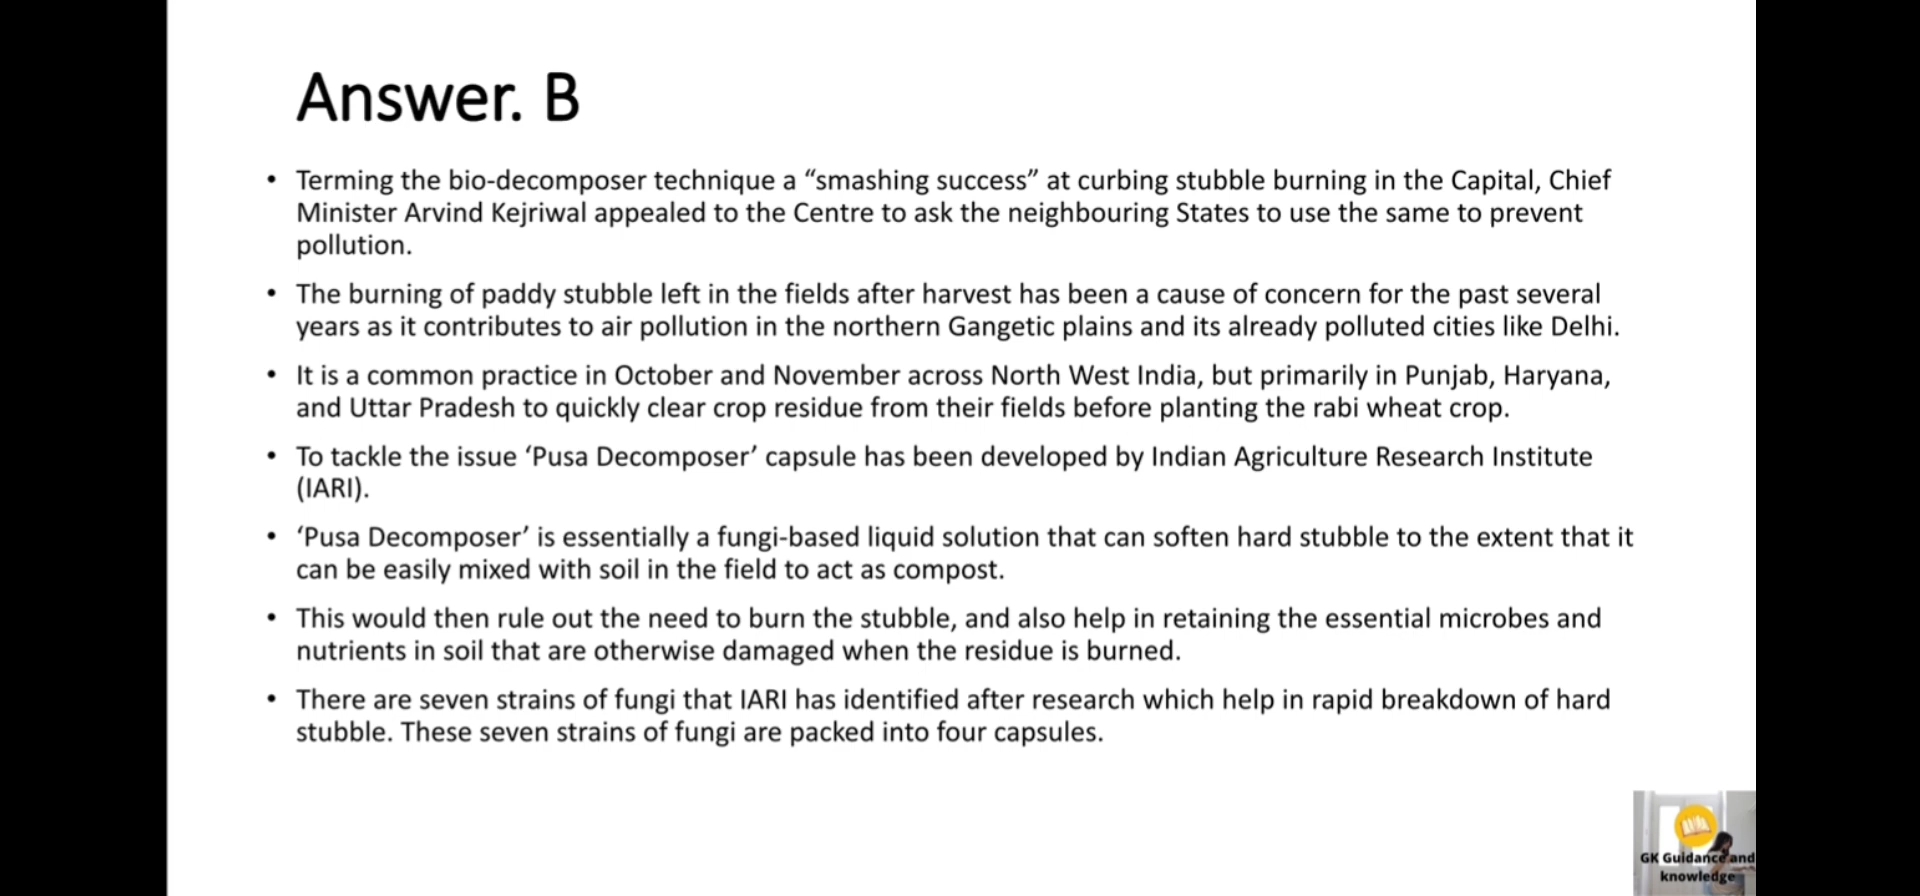 Answer. B
• Terming the bio-decomposer technique a “smashing success” at curbing stubble burning in the Capital, Chief
Minister Arvind Kejriwal appealed to the Centre to ask the neighbouring States to use the same to prevent
pollution.
• The burning of paddy stubble left in the fields after harvest has been a cause of concern for the past several
years as it contributes to air pollution in the northern Gangetic plains and its already polluted cities like Delhi.
• It is a common practice in October and November across North West India, but primarily in Punjab, Haryana,
and Uttar Pradesh to quickly clear crop residue from their fields before planting the rabi wheat crop.
• To tackle the issue ‘Pusa Decomposer’ capsule has been developed by Indian Agriculture Research Institute
(IARI).
• ‘Pusa Decomposer’ is essentially a fungi-based liquid solution that can soften hard stubble to the extent that it
can be easily mixed with soil in the field to act as compost.
• This would then rule out the need to burn the stubble, and also help in retaining the essential microbes and
nutrients in soil that are otherwise damaged when the residue is burned.
• There are seven strains of fungi that IARI has identified after research which help in rapid breakdown of hard
stubble. These seven strains of fungi are packed into four capsules.
GK Guidance and
knowledge